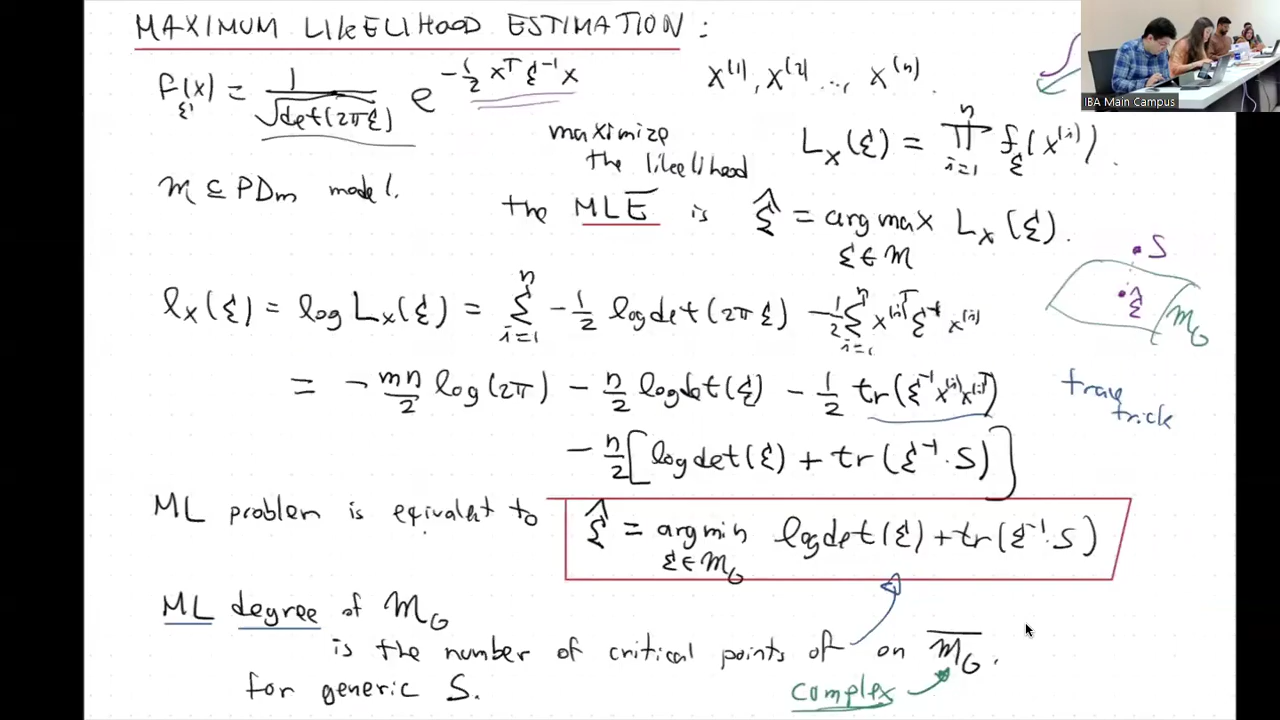 MAXIMUM LIKELIHOOD ESTIMATION :
f_Σ(x) = 1/√det(2πΣ) e^{-½ xᵀ Σ⁻¹ x}
x⁽¹⁾, x⁽²⁾, ..., x⁽ⁿ⁾.
IBA Main Campus
maximize
the likelihood
L_x(Σ) = ∏_{i=1}^n f_Σ(x⁽ⁱ⁾).
M ⊆ PD_m model.
the MLE is Σ̂ = arg max_{Σ∈M} L_x(Σ).
S
Σ̂
M_G
l_x(Σ) = log L_x(Σ) = Σ_{i=1}^n -½ log det(2πΣ) - ½ Σ_{i=1}^n x⁽ⁱ⁾ᵀ Σ⁻¹ x⁽ⁱ⁾
= - mn/2 log(2π) - n/2 log det(Σ) - ½ tr(Σ⁻¹ x⁽ⁱ⁾x⁽ⁱ⁾ᵀ)
trick
- n/2 [log det(Σ) + tr(Σ⁻¹·S)]
ML problem is equivalent to
Σ̂ = arg min_{Σ∈M_G} log det(Σ) + tr(Σ⁻¹·S)
ML degree of M_G
is the number of critical points of on M̅_G.
for generic S.
complex